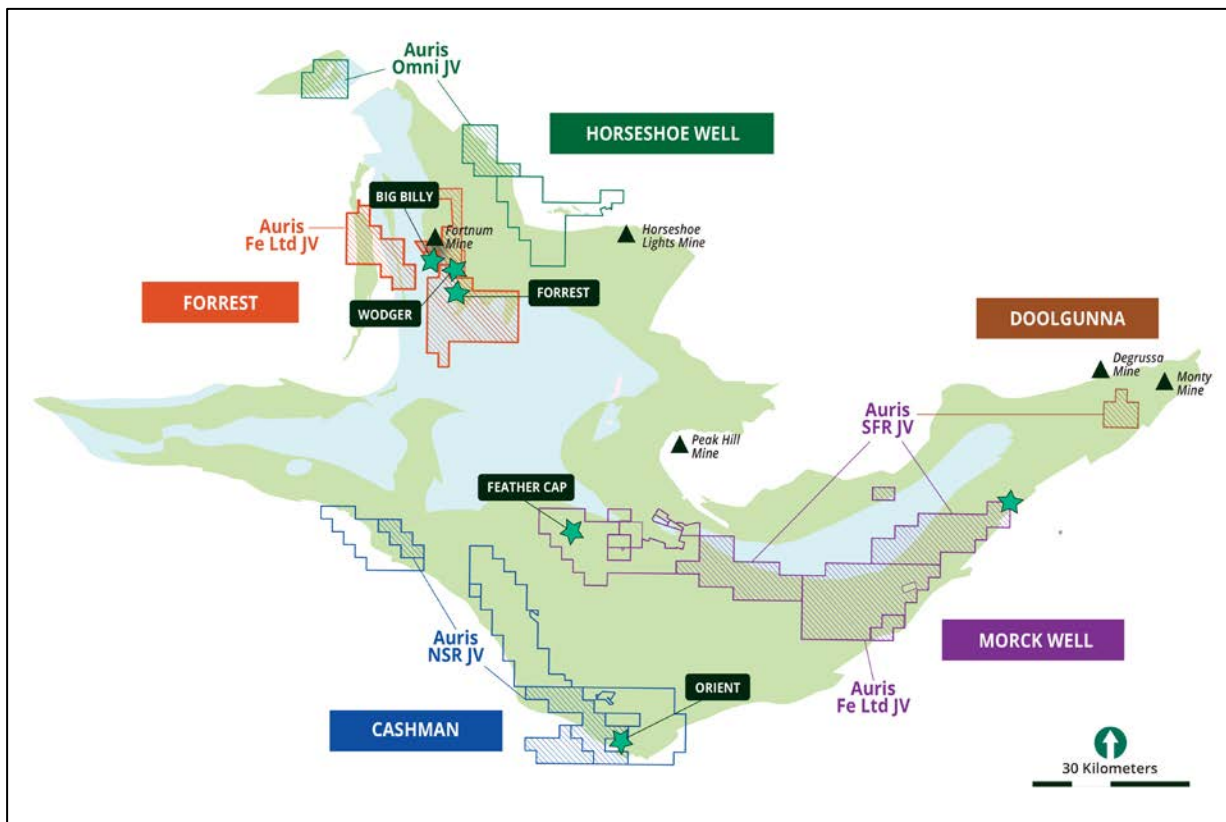 Auris
Omni JV
HORSESHOE WELL
BIG BILLY
Auris
Fe Ltd JV
Fortnum
Mine
Horseshoe
Lights Mine
FORREST
WODGER
FORREST
DOOLGUNNA
Degrussa
Mine
Monty
Mine
Auris
SFR JV
Peak Hill
Mine
FEATHER CAP
Auris
NSR JV
MORCK WELL
ORIENT
Auris
Fe Ltd JV
CASHMAN
30 Kilometers